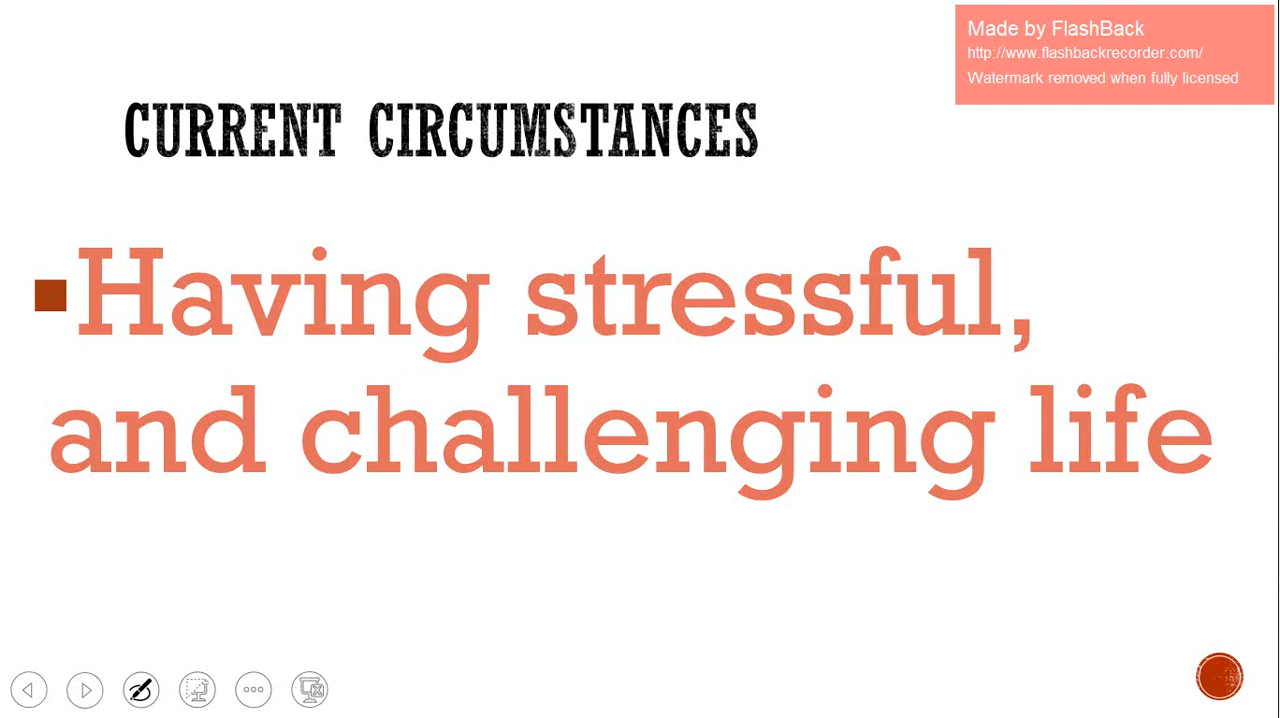 Made by FlashBack
http://www.flashbackrecorder.com/
Watermark removed when fully licensed
CURRENT CIRCUMSTANCES
▪Having stressful,
and challenging life